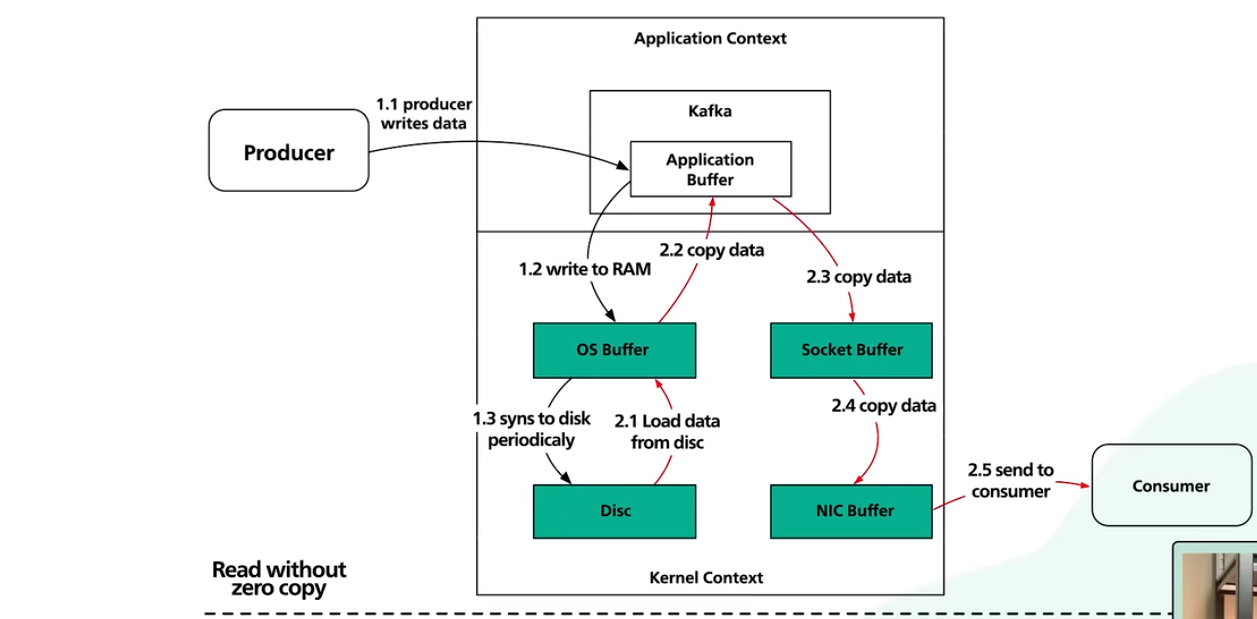 Application Context
1.1 producer
writes data
Kafka
Producer
Application
Buffer
2.2 copy data
1.2 write to RAM
2.3 copy data
OS Buffer
Socket Buffer
1.3 syns to disk
periodicaly
2.1 Load data
from disc
2.4 copy data
2.5 send to
consumer
Consumer
Disc
NIC Buffer
Read without
zero copy
Kernel Context